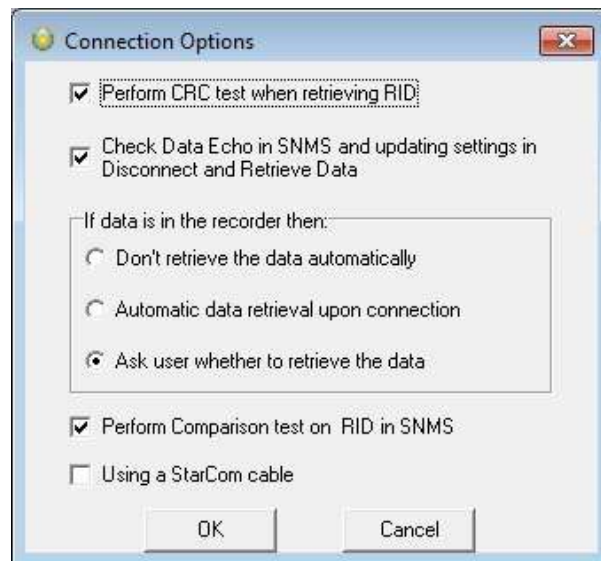 Connection Options
Perform CRC test when retrieving RID
Check Data Echo in SNMS and updating settings in
Disconnect and Retrieve Data
If data is in the recorder then:
Don't retrieve the data automatically
Automatic data retrieval upon connection
Ask user whether to retrieve the data
Perform Comparison test on  RID in SNMS
Using a StarCom cable
OK
Cancel